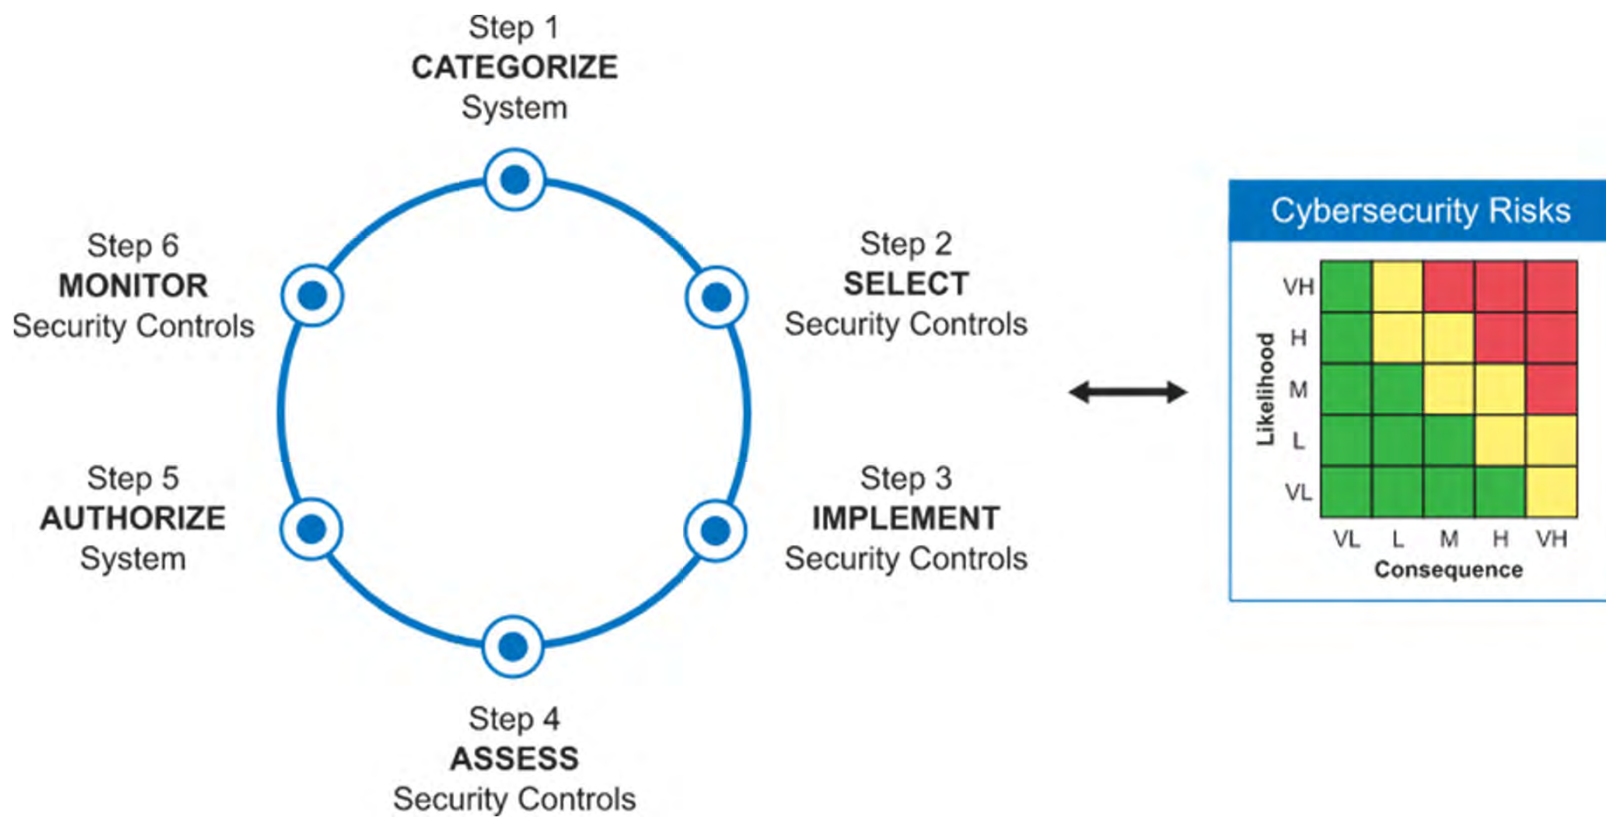 Step 1
CATEGORIZE
System
Step 2
SELECT
Security Controls
Step 3
IMPLEMENT
Security Controls
Step 4
ASSESS
Security Controls
Step 5
AUTHORIZE
System
Step 6
MONITOR
Security Controls
Cybersecurity Risks
Likelihood
VH
H
M
L
VL
VL L M H VH
Consequence